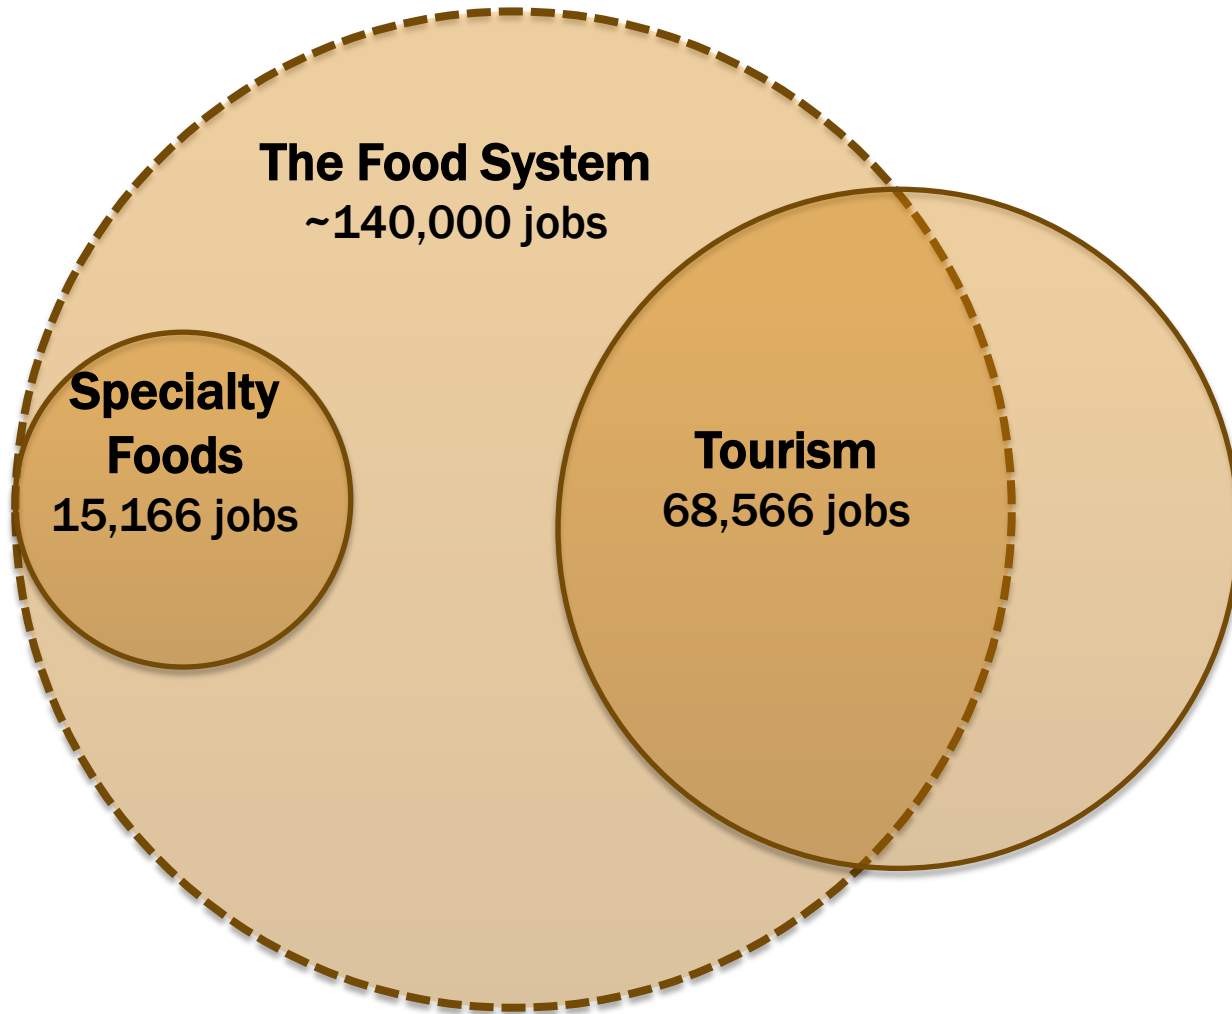 The Food System
~140,000 jobs
Specialty
Foods
15,166 jobs
Tourism
68,566 jobs